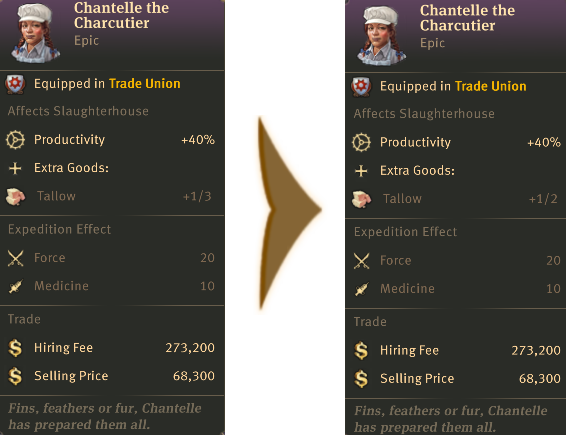 Chantelle the
Charcutier
Epic
Equipped in Trade Union
Affects Slaughterhouse
Productivity +40%
Extra Goods:
Tallow +1/3
Expedition Effect
Force 20
Medicine 10
Trade
Hiring Fee 273,200
Selling Price 68,300
Fins, feathers or fur, Chantelle
has prepared them all.
Chantelle the
Charcutier
Epic
Equipped in Trade Union
Affects Slaughterhouse
Productivity +40%
Extra Goods:
Tallow +1/2
Expedition Effect
Force 20
Medicine 10
Trade
Hiring Fee 273,200
Selling Price 68,300
Fins, feathers or fur, Chantelle
has prepared them all.